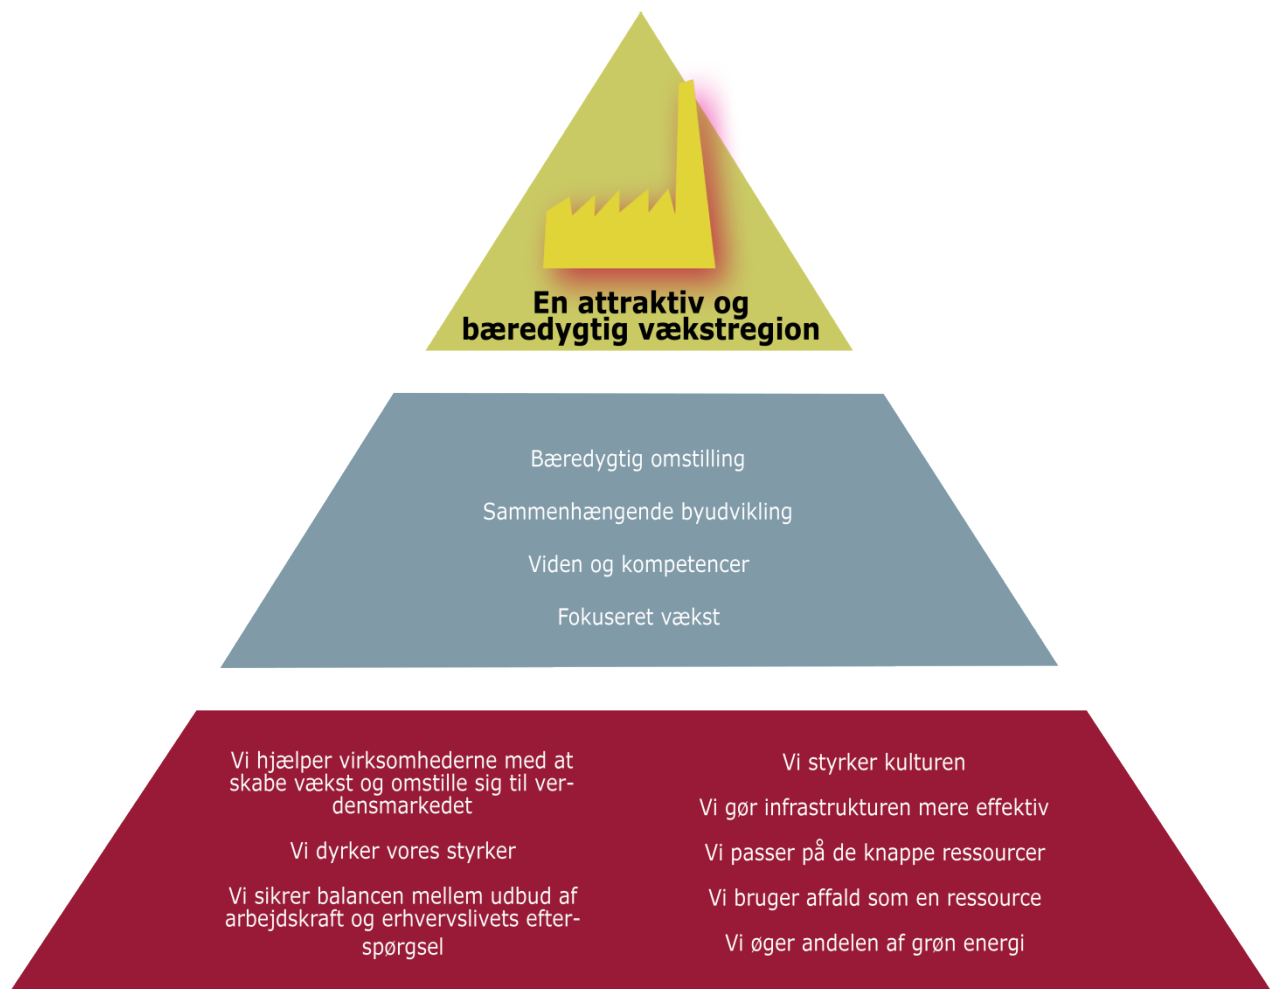 En attraktiv og
bæredygtig vækstregion
Bæredygtig omstilling
Sammenhængende byudvikling
Viden og kompetencer
Fokuseret vækst
Vi hjælper virksomhederne med at
skabe vækst og omstille sig til ver-
densmarkedet
Vi dyrker vores styrker
Vi sikrer balancen mellem udbud af
arbejdskraft og erhvervslivets efter-
spørgsel
Vi styrker kulturen
Vi gør infrastrukturen mere effektiv
Vi passer på de knappe ressourcer
Vi bruger affald som en ressource
Vi øger andelen af grøn energi